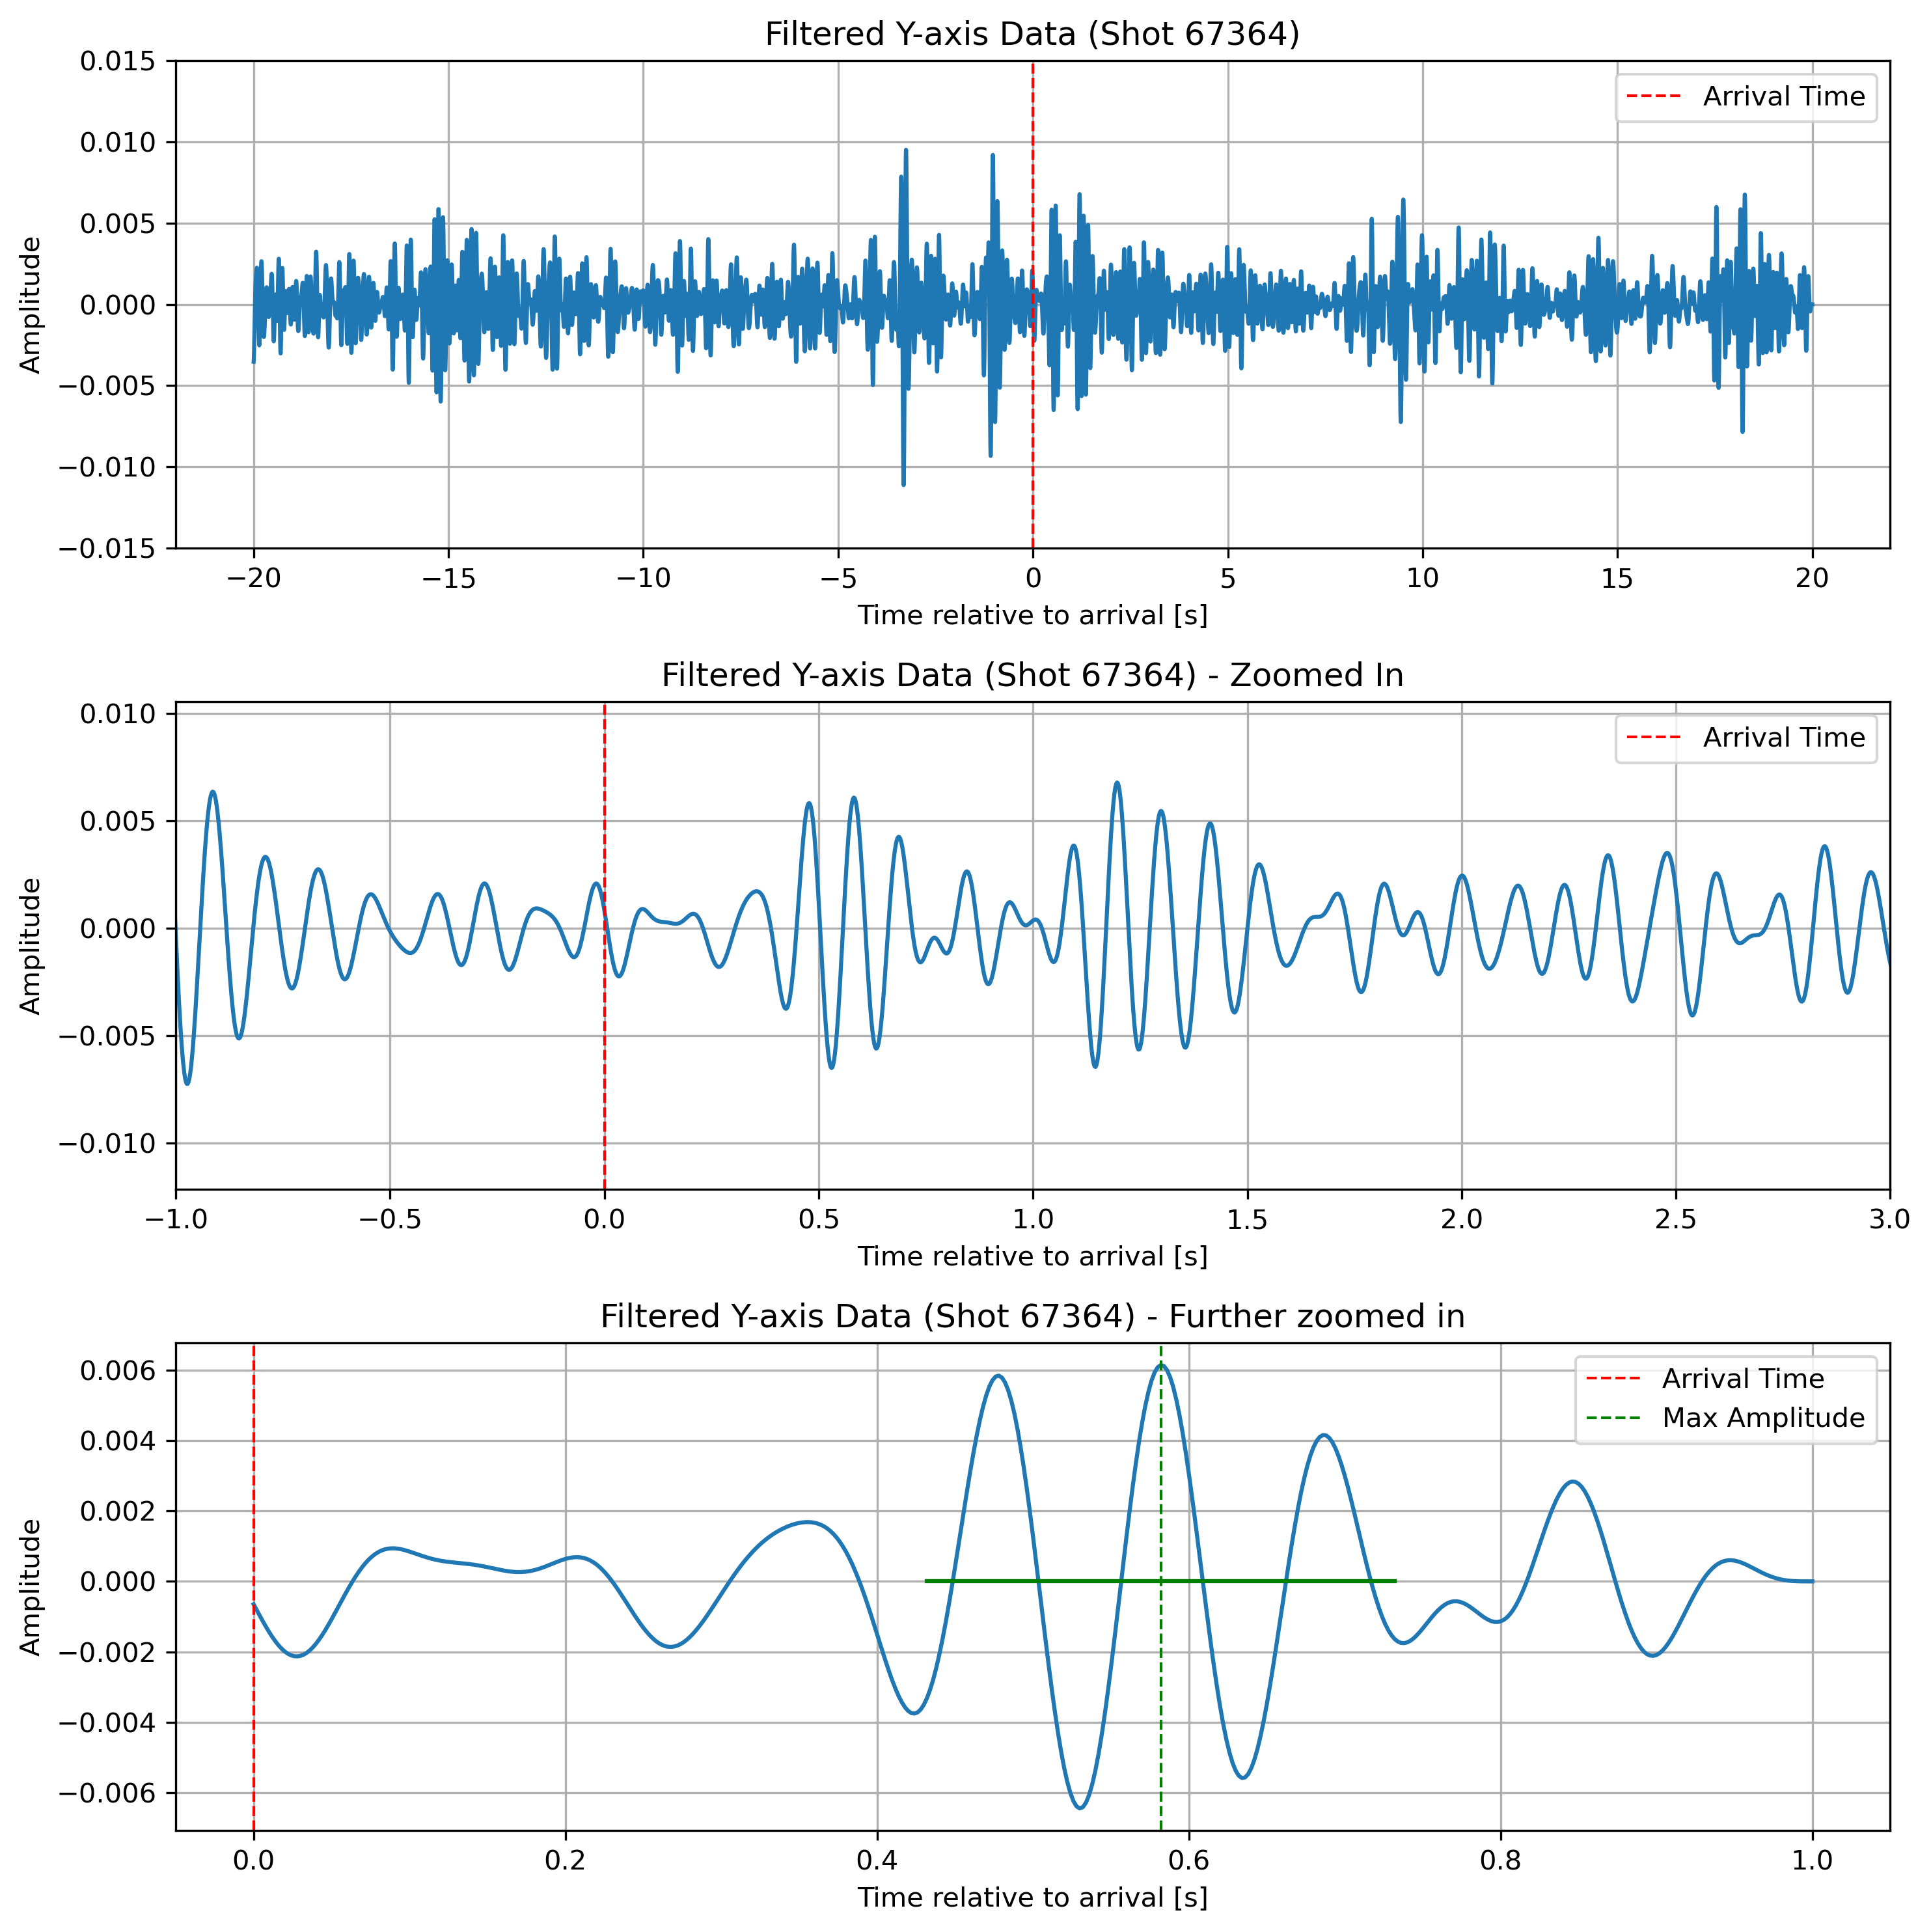 Filtered Y-axis Data (Shot 67364)
0.015
0.010
0.005
0.000
−0.005
−0.010
−0.015
Amplitude
Arrival Time
−20 −15 −10 −5 0 5 10 15 20
Time relative to arrival [s]
Filtered Y-axis Data (Shot 67364) - Zoomed In
0.010
0.005
0.000
−0.005
−0.010
Amplitude
Arrival Time
−1.0 −0.5 0.0 0.5 1.0 1.5 2.0 2.5 3.0
Time relative to arrival [s]
Filtered Y-axis Data (Shot 67364) - Further zoomed in
0.006
0.004
0.002
0.000
−0.002
−0.004
−0.006
Amplitude
Arrival Time
Max Amplitude
0.0 0.2 0.4 0.6 0.8 1.0
Time relative to arrival [s]